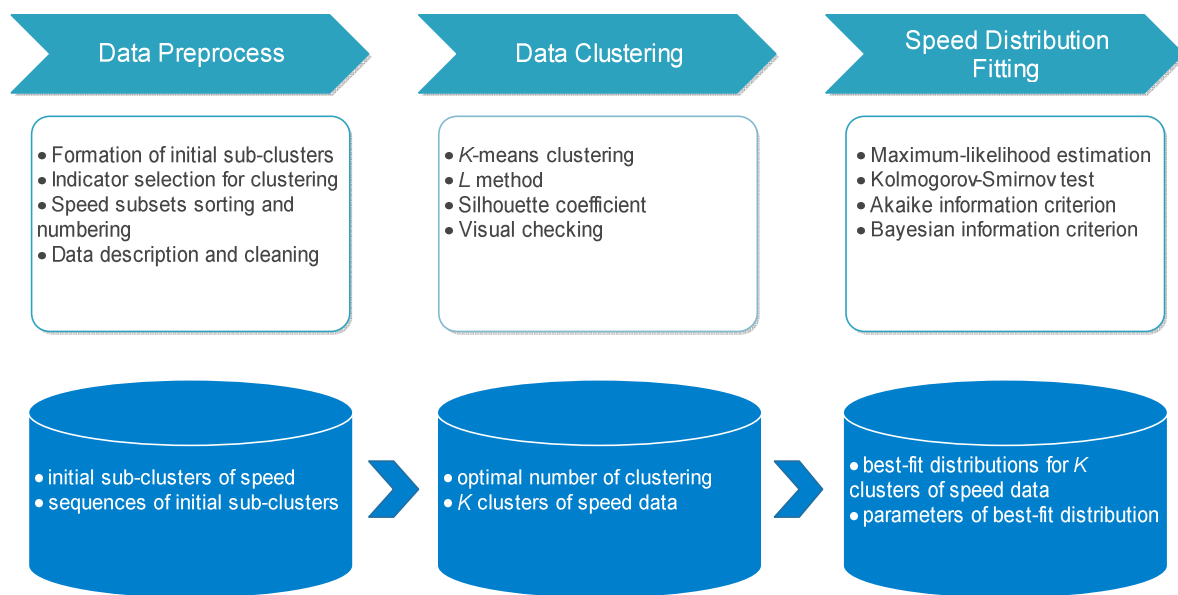 Data Preprocess
Data Clustering
Speed Distribution
Fitting
● Formation of initial sub-clusters
● Indicator selection for clustering
● Speed subsets sorting and
numbering
● Data description and cleaning
● K-means clustering
● L method
● Silhouette coefficient
● Visual checking
● Maximum-likelihood estimation
● Kolmogorov-Smirnov test
● Akaike information criterion
● Bayesian information criterion
● initial sub-clusters of speed
● sequences of initial sub-clusters
● optimal number of clustering
● K clusters of speed data
● best-fit distributions for K
clusters of speed data
● parameters of best-fit distribution